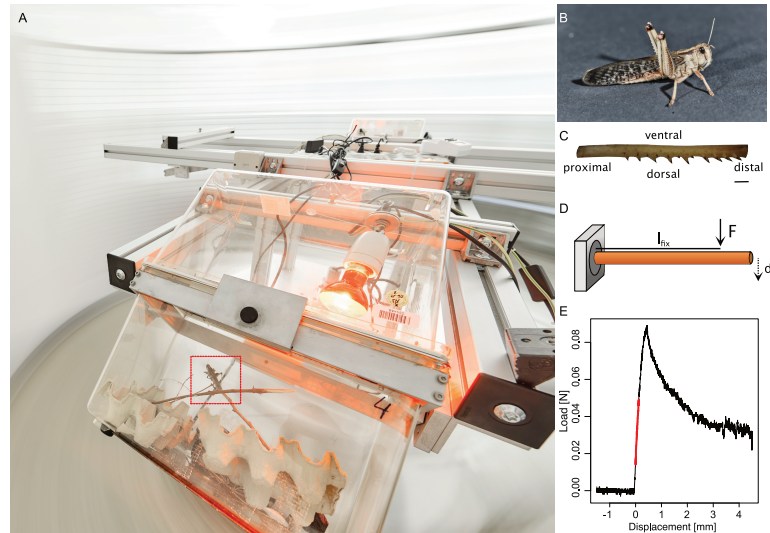 A
4
B
C
ventral
proximal
distal
dorsal
D
F
lfix
d
E
Load [N]
0.00
0.02
0.04
0.06
0.08
-1
0
1
2
3
4
Displacement [mm]